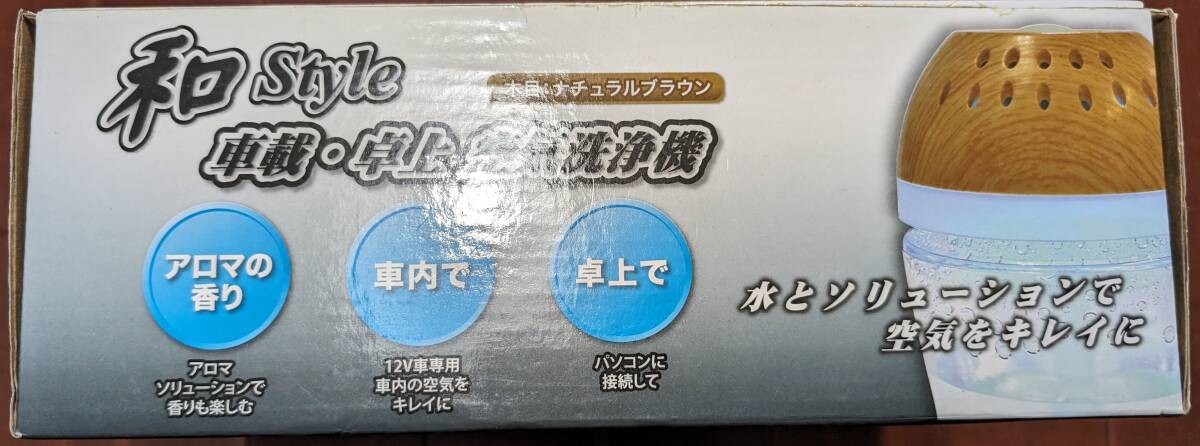 和 Style
木目:ナチュラルブラウン
車載・卓上 空気洗浄機
アロマの
香り
車内で
卓上で
アロマ
ソリューションで
香りも楽しむ
12V車専用
車内の空気を
キレイに
パソコンに
接続して
水とソリューションで
空気をキレイに